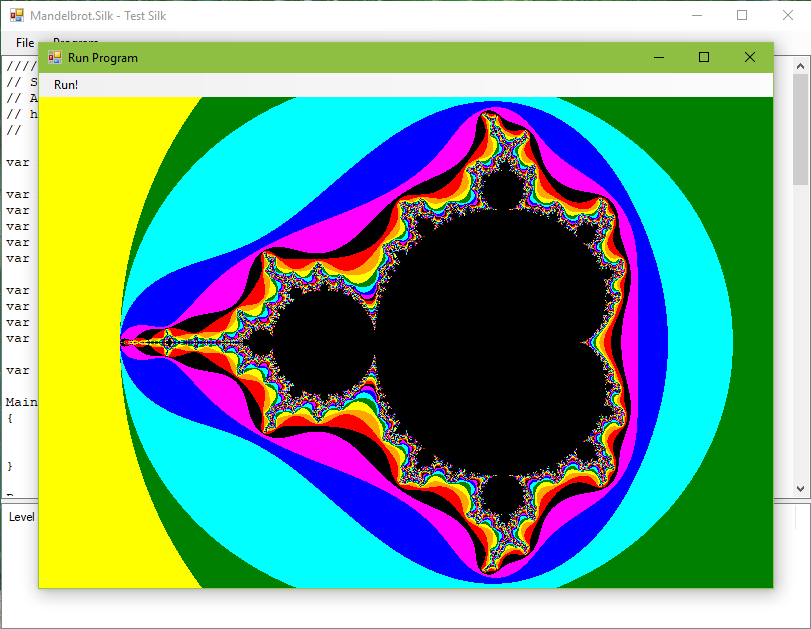 Mandelbrot.Silk - Test Silk
File Program
Run Program
Run!
////
// S
// A
// h
//
var
var
var
var
var
var
var
var
var
var
var
Main
{
}
Level